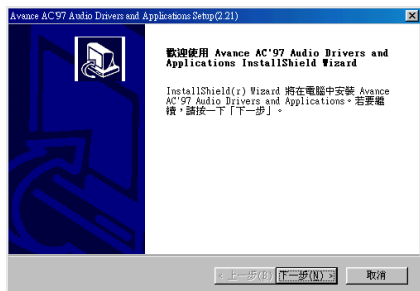 Avance AC'97 Audio Drivers and Applications Setup(2.21)
歡迎使用 Avance AC'97 Audio Drivers and
Applications InstallShield Wizard
InstallShield(r) Wizard 將在電腦中安裝 Avance
AC'97 Audio Drivers and Applications。若要繼
續，請按一下「下一步」。
< 上一步(B) 下一步(N) > 取消